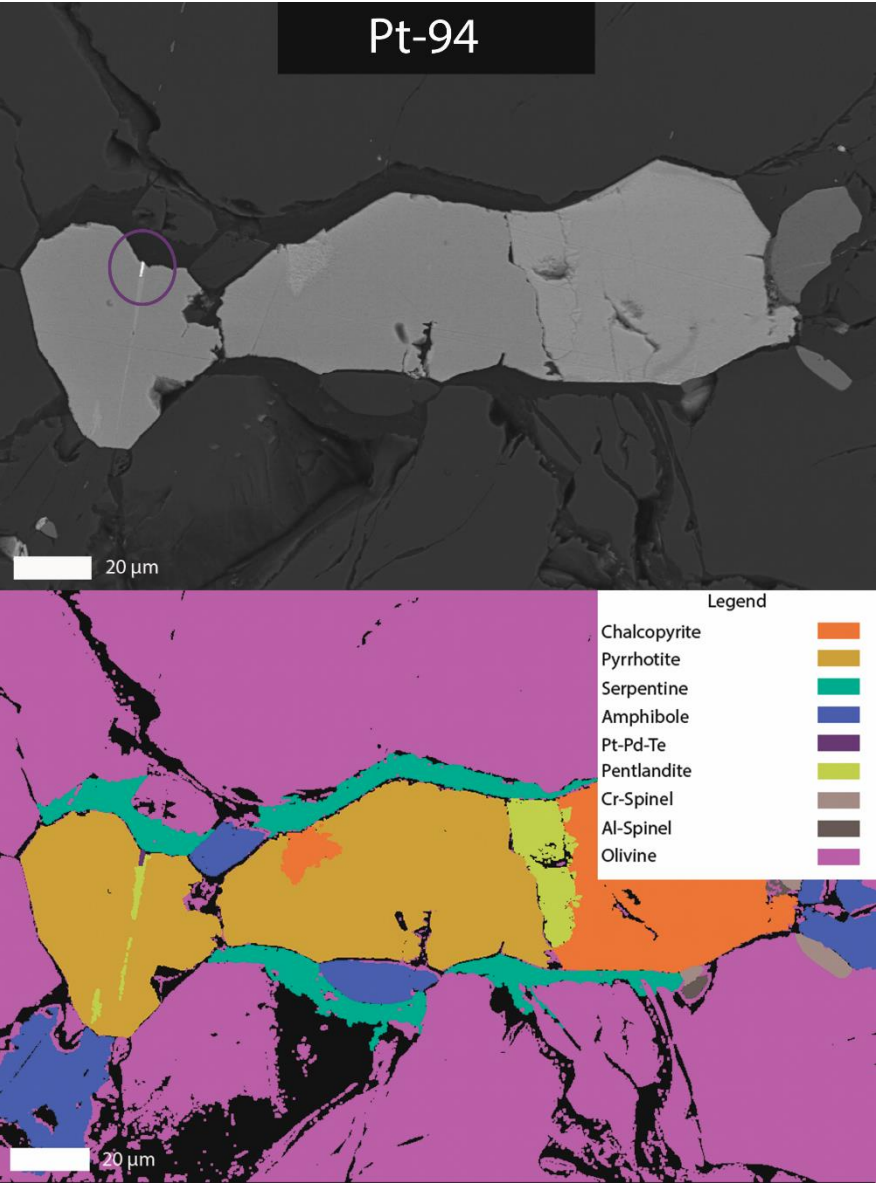 Pt-94
20 µm
Legend
Chalcopyrite
Pyrrhotite
Serpentine
Amphibole
Pt-Pd-Te
Pentlandite
Cr-Spinel
Al-Spinel
Olivine
20 µm